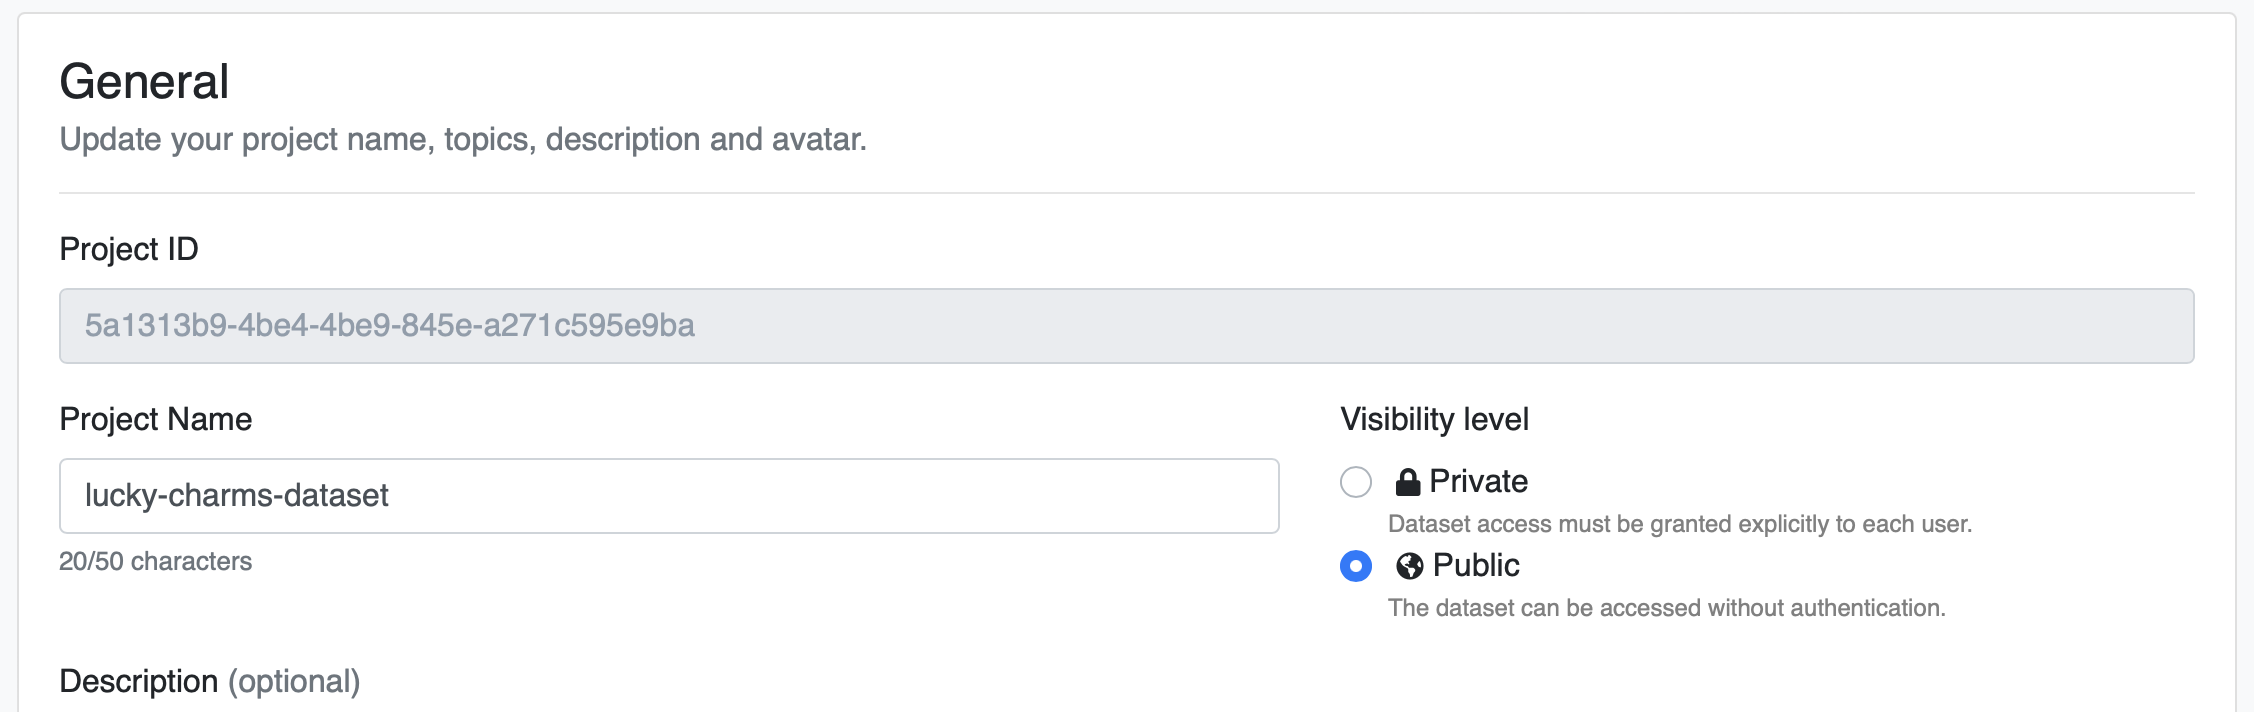 General
Update your project name, topics, description and avatar.
Project ID
5a1313b9-4be4-4be9-845e-a271c595e9ba
Project Name
lucky-charms-dataset
20/50 characters
Visibility level
Private
Dataset access must be granted explicitly to each user.
Public
The dataset can be accessed without authentication.
Description (optional)